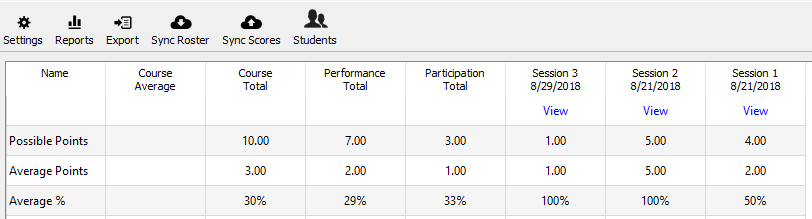 Settings Reports Export Sync Roster Sync Scores Students
Name Course Course Performance Participation Session 3 Session 2 Session 1
Average Total Total Total 8/29/2018 8/21/2018 8/21/2018
View View View
Possible Points 10.00 7.00 3.00 1.00 5.00 4.00
Average Points 3.00 2.00 1.00 1.00 5.00 2.00
Average % 30% 29% 33% 100% 100% 50%